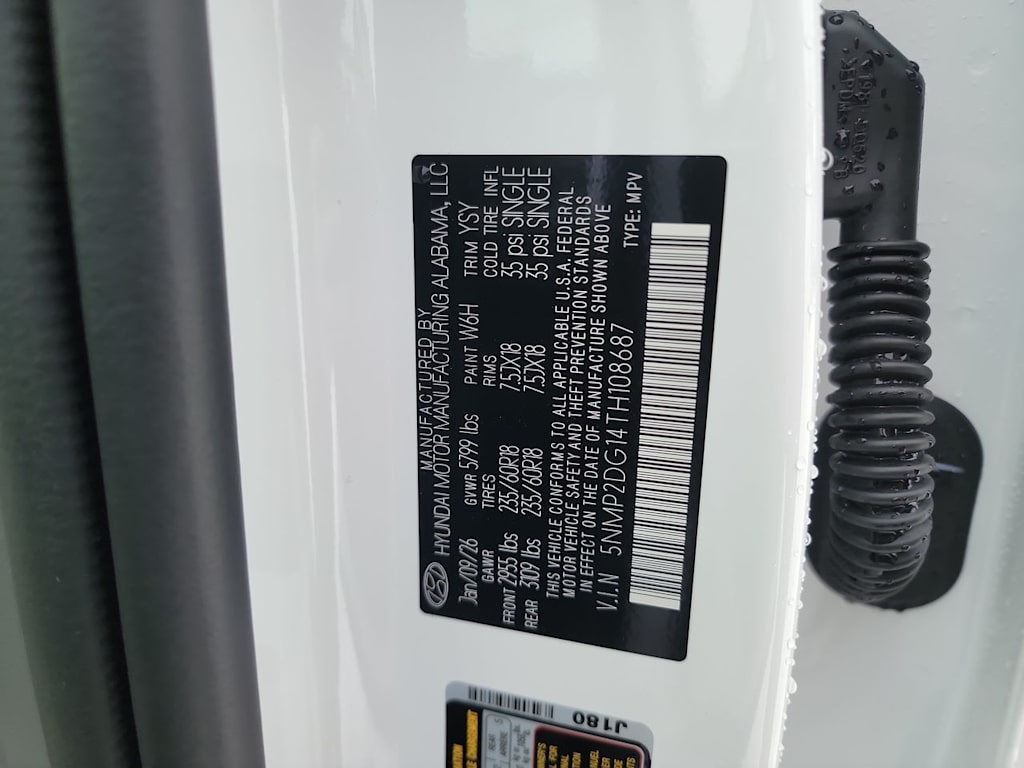 MANUFACTURED BY
HYUNDAI MOTOR MANUFACTURING ALABAMA, LLC
Jan/09/26 GVWR 5799 lbs PAINT W6H TRIM YSY
GAWR TIRES RIMS COLD TIRE INFL
FRONT 2955 lbs 235/60R18 7.5JX18 35 psi SINGLE
REAR 3109 lbs 235/60R18 7.5JX18 35 psi SINGLE
THIS VEHICLE CONFORMS TO ALL APPLICABLE U.S.A. FEDERAL
MOTOR VEHICLE SAFETY AND THEFT PREVENTION STANDARDS
IN EFFECT ON THE DATE OF MANUFACTURE SHOWN ABOVE
V.I.N 5NMP2DG14TH108687 TYPE: MPV
J180